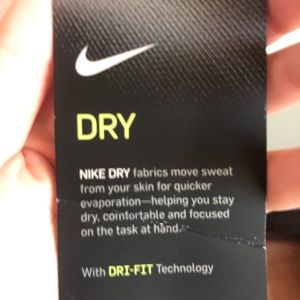 DRY
NIKE DRY fabrics move sweat
from your skin for quicker
evaporation—helping you stay
dry, comfortable and focused
on the task at hand.
With DRI-FIT Technology